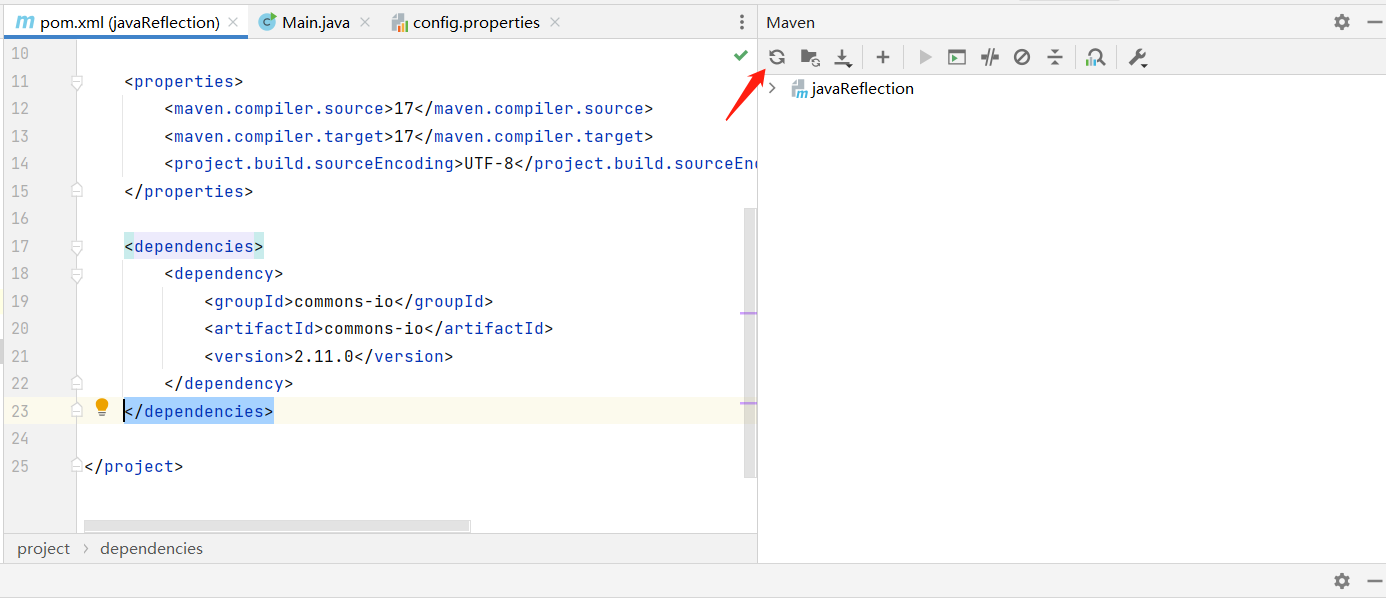 pom.xml (javaReflection) Main.java config.properties
Maven
10
11 <properties>
12 <maven.compiler.source>17</maven.compiler.source>
13 <maven.compiler.target>17</maven.compiler.target>
14 <project.build.sourceEncoding>UTF-8</project.build.sourceEnc
15 </properties>
16
17 <dependencies>
18 <dependency>
19 <groupId>commons-io</groupId>
20 <artifactId>commons-io</artifactId>
21 <version>2.11.0</version>
22 </dependency>
23 </dependencies>
24
25 </project>
javaReflection
project > dependencies